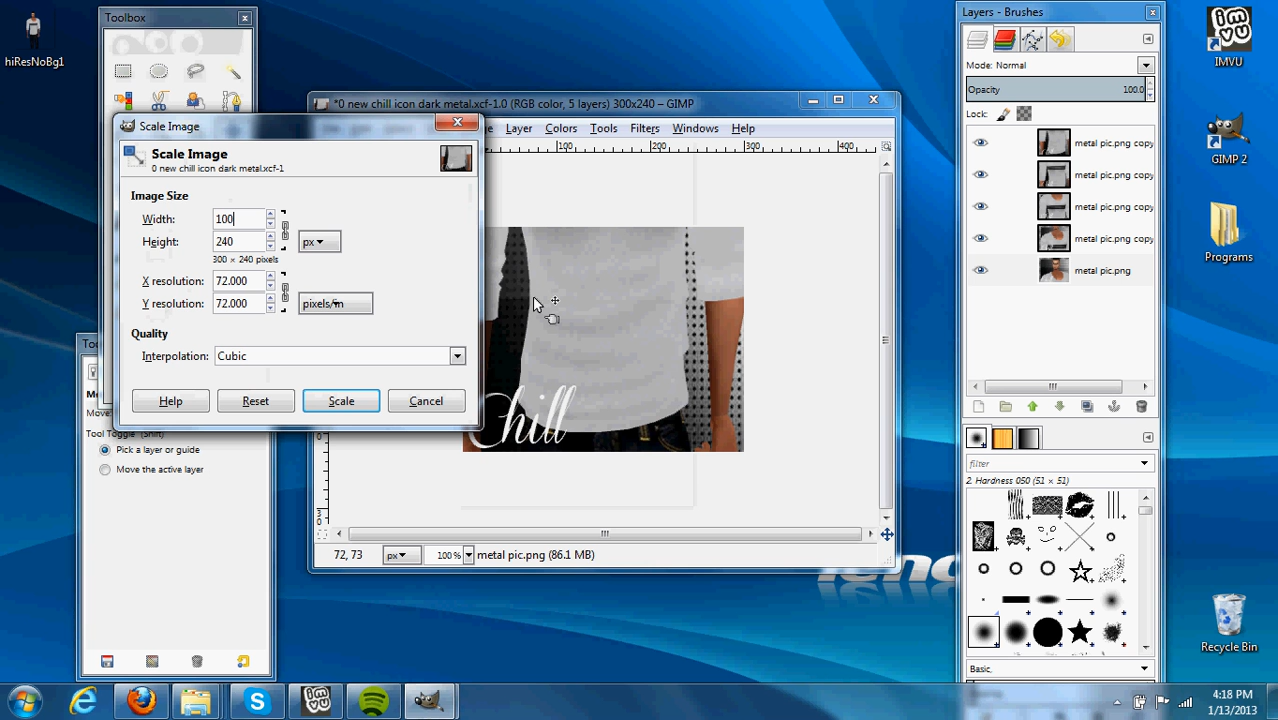 hiResNoBg1
Toolbox
*0 new chill icon dark metal.xcf-1.0 (RGB color, 5 layers) 300x240 – GIMP
Layer Colors Tools Filters Windows Help
100 300 400
Scale Image
Scale Image
0 new chill icon dark metal.xcf-1
Image Size
Width: 100
Height: 240 px
300 × 240 pixels
X resolution: 72.000
Y resolution: 72.000 pixels/in
Quality
Interpolation: Cubic
Help Reset Scale Cancel
Move:
Tool Toggle (Shift)
Pick a layer or guide
Move the active layer
Chill
72, 73 px 100 % metal pic.png (86.1 MB)
Layers - Brushes
Mode: Normal
Opacity 100.0
Lock:
metal pic.png copy
metal pic.png copy
metal pic.png copy
metal pic.png copy
metal pic.png
filter
2. Hardness 050 (51 × 51)
Basic,
imvu
IMVU
GIMP 2
Programs
Recycle Bin
imvu
4:18 PM
1/13/2013